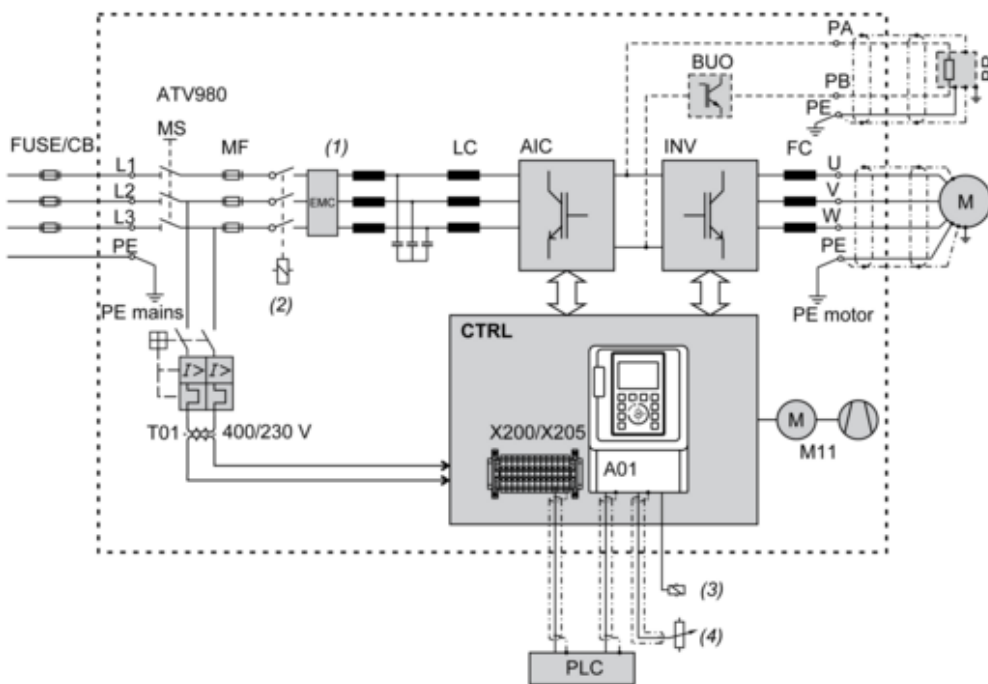 PA
BUO
PB
PE
BR
ATV980
MS
FUSE/CB
MF
(1)
LC
AIC
INV
FC
L1
L2
L3
PE
EMC
U
V
W
PE
M
(2)
PE mains
PE motor
CTRL
I> I>
T01
400/230 V
X200/X205
A01
M
M11
(3)
(4)
PLC